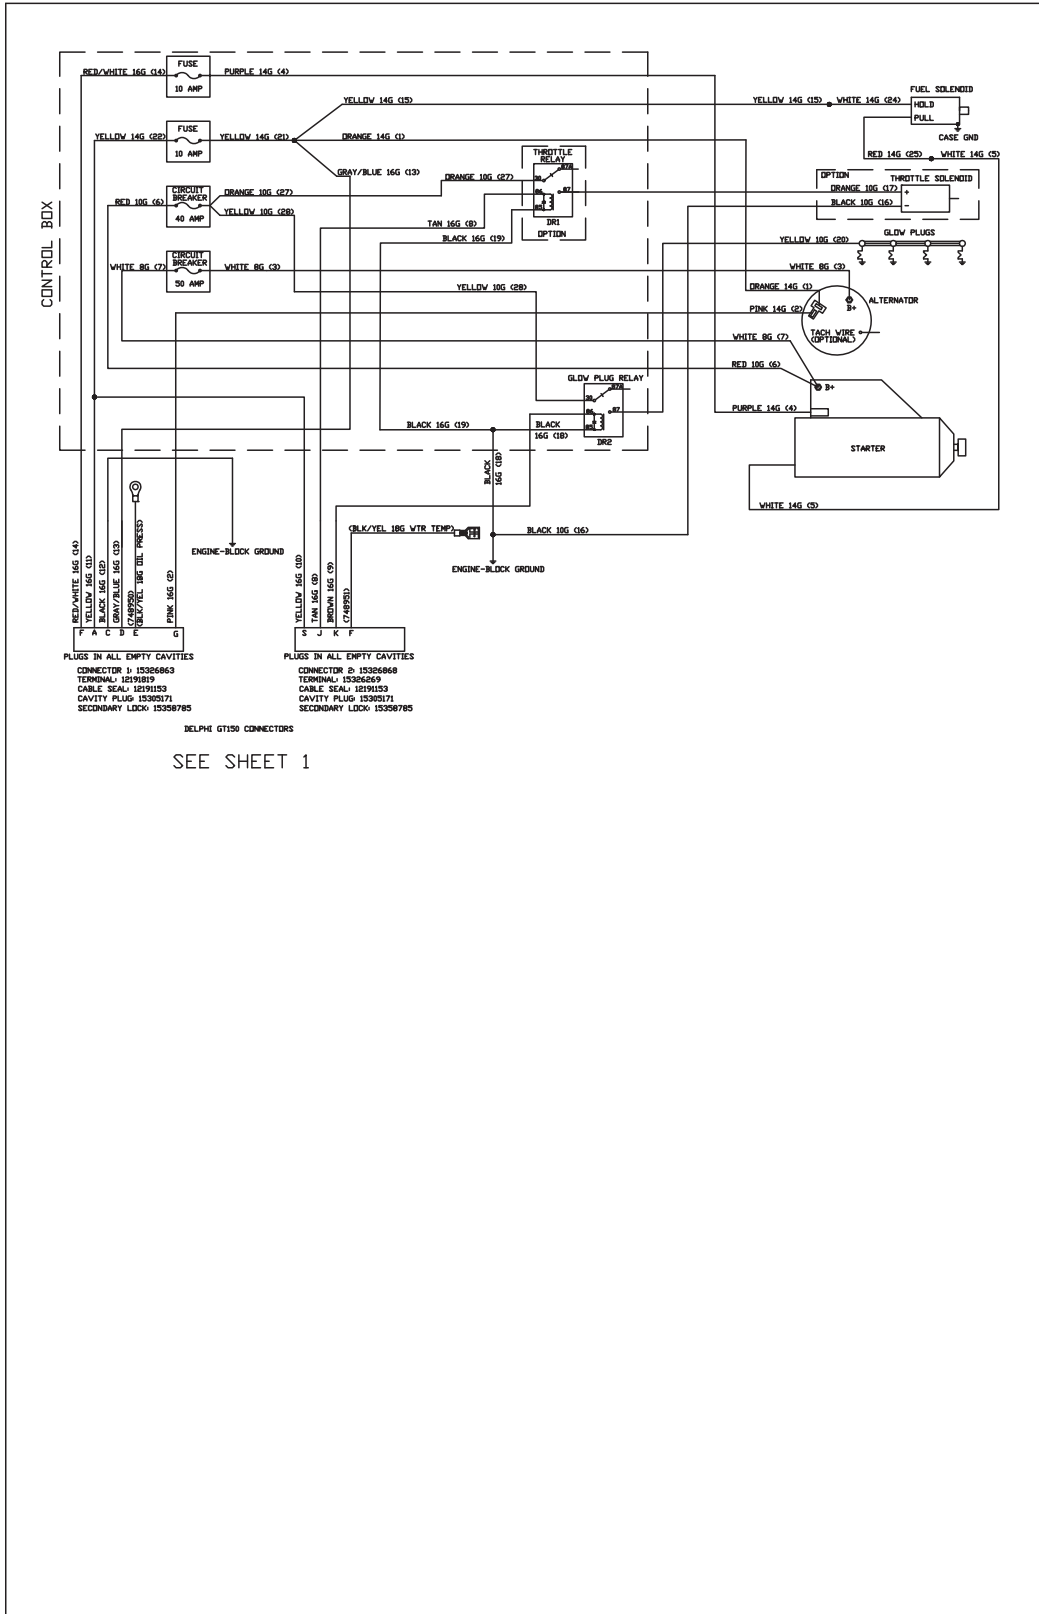 CONTROL BOX
RED/WHITE 16G (14)
FUSE
10 AMP
PURPLE 14G (4)
YELLOW 14G (15)
YELLOW 14G (15)
WHITE 14G (24)
FUEL SOLENOID
HOLD
PULL
CASE GND
YELLOW 14G (22)
FUSE
10 AMP
YELLOW 14G (21)
ORANGE 14G (1)
GRAY/BLUE 16G (13)
RED 14G (25)
WHITE 14G (5)
THROTTLE
RELAY
87A
30
86
87
85
DR1
OPTION
RED 10G (6)
CIRCUIT
BREAKER
40 AMP
ORANGE 10G (27)
YELLOW 10G (28)
ORANGE 10G (27)
TAN 16G (8)
BLACK 16G (19)
OPTION
THROTTLE SOLENOID
ORANGE 10G (17)
+
BLACK 10G (16)
-
YELLOW 10G (20)
GLOW PLUGS
WHITE 8G (7)
CIRCUIT
BREAKER
50 AMP
WHITE 8G (3)
WHITE 8G (3)
YELLOW 10G (28)
ORANGE 14G (1)
PINK 14G (2)
B+
ALTERNATOR
TACH WIRE
(OPTIONAL)
WHITE 8G (7)
RED 10G (6)
B+
GLOW PLUG RELAY
87A
30
86
87
85
DR2
PURPLE 14G (4)
STARTER
WHITE 14G (5)
BLACK 16G (19)
BLACK
16G (18)
BLACK
16G (18)
BLACK 10G (16)
ENGINE-BLOCK GROUND
ENGINE-BLOCK GROUND
(BLK/YEL 18G WTR TEMP)
RED/WHITE 16G (14)
YELLOW 16G (11)
BLACK 16G (12)
GRAY/BLUE 16G (13)
(748950)
(BLK/YEL 18G OIL PRESS)
PINK 16G (2)
YELLOW 16G (10)
TAN 16G (8)
BROWN 16G (9)
(748951)
F A C D E G
S J K F
PLUGS IN ALL EMPTY CAVITIES
CONNECTOR 1: 15326863
TERMINAL: 12191819
CABLE SEAL: 12191153
CAVITY PLUG: 15305171
SECONDARY LOCK: 15358785
PLUGS IN ALL EMPTY CAVITIES
CONNECTOR 2: 15326868
TERMINAL: 15326269
CABLE SEAL: 12191153
CAVITY PLUG: 15305171
SECONDARY LOCK: 15358785
DELPHI GT150 CONNECTORS
SEE SHEET 1